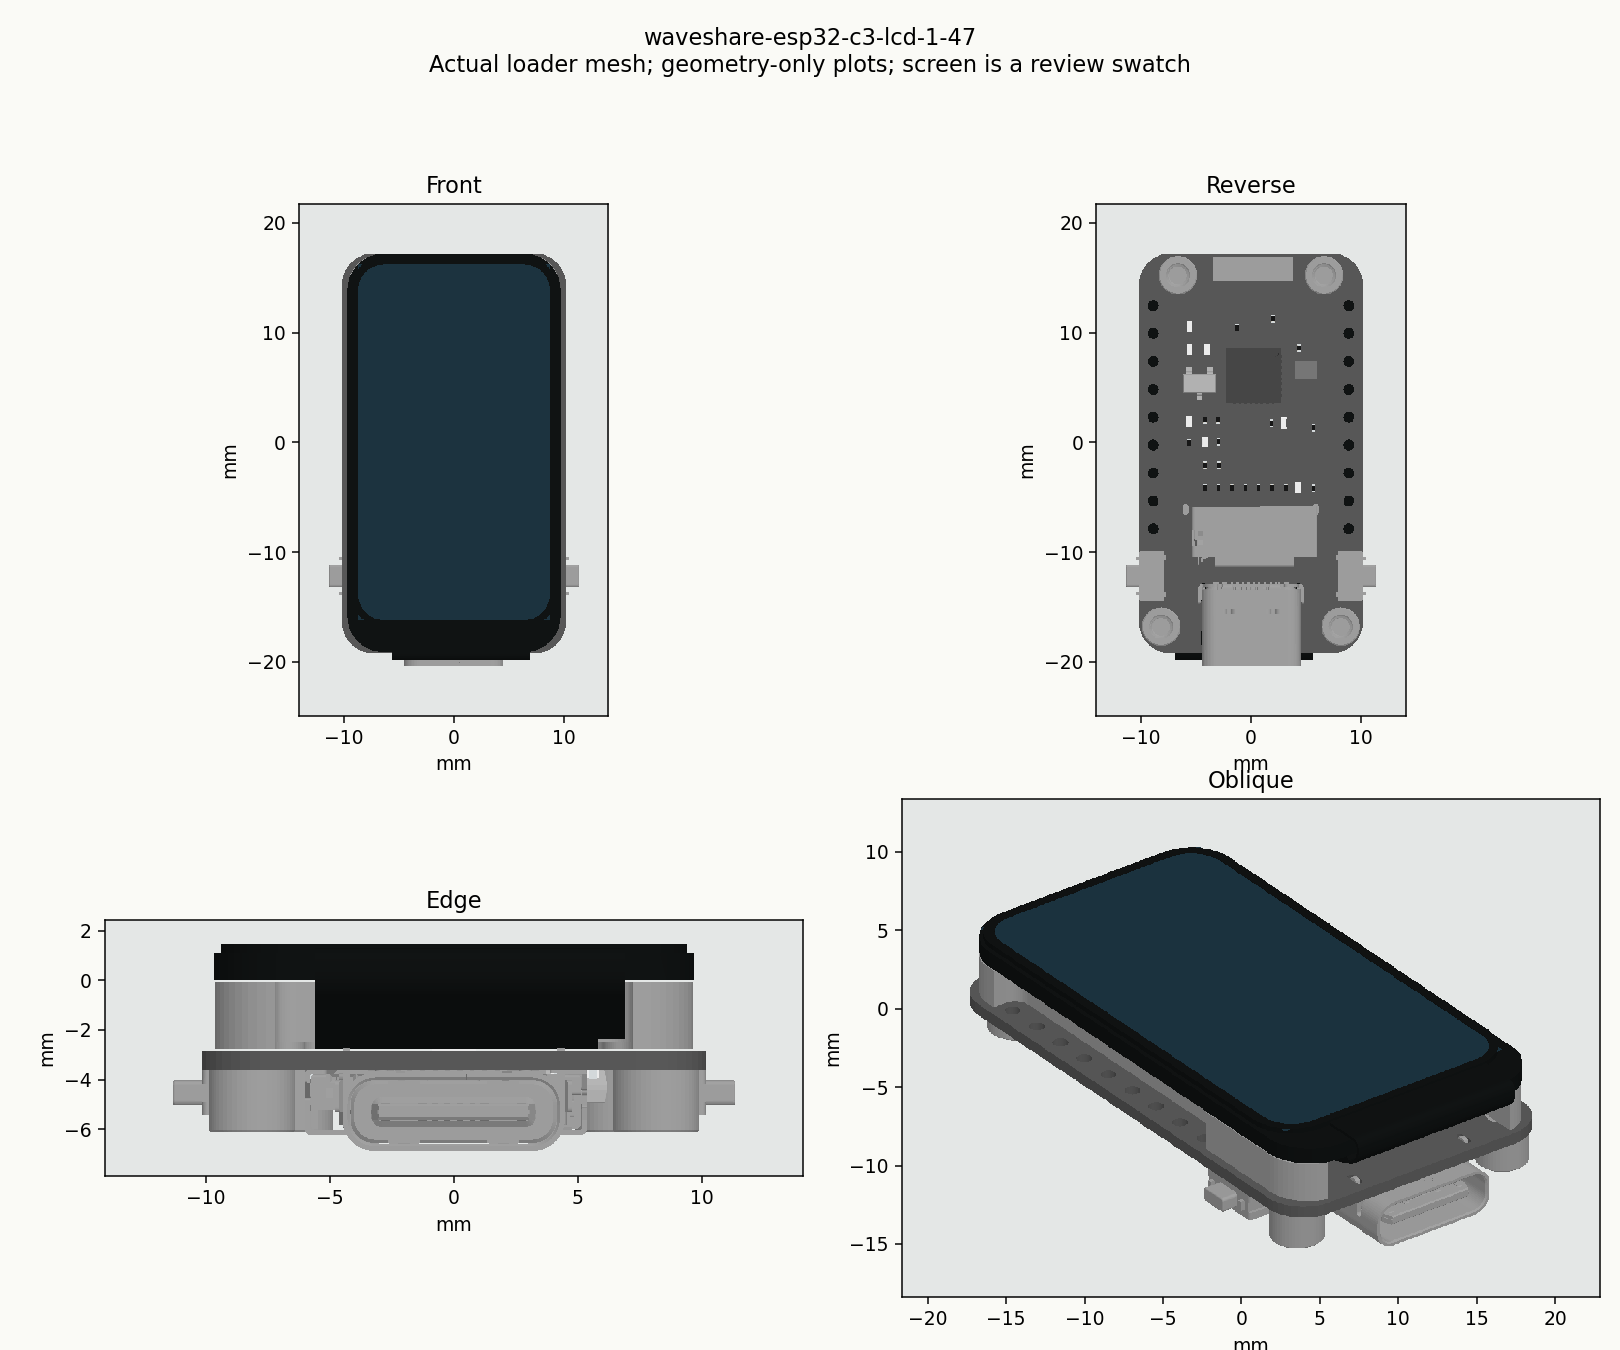 waveshare-esp32-c3-lcd-1-47
Actual loader mesh; geometry-only plots; screen is a review swatch
Front
20
10
0
−10
−20
mm
−10 0 10
mm
Reverse
20
10
0
−10
−20
mm
−10 0 10
mm
Edge
2
0
−2
−4
−6
mm
−10 −5 0 5 10
mm
Oblique
10
5
0
−5
−10
−15
mm
−20 −15 −10 −5 0 5 10 15 20
mm